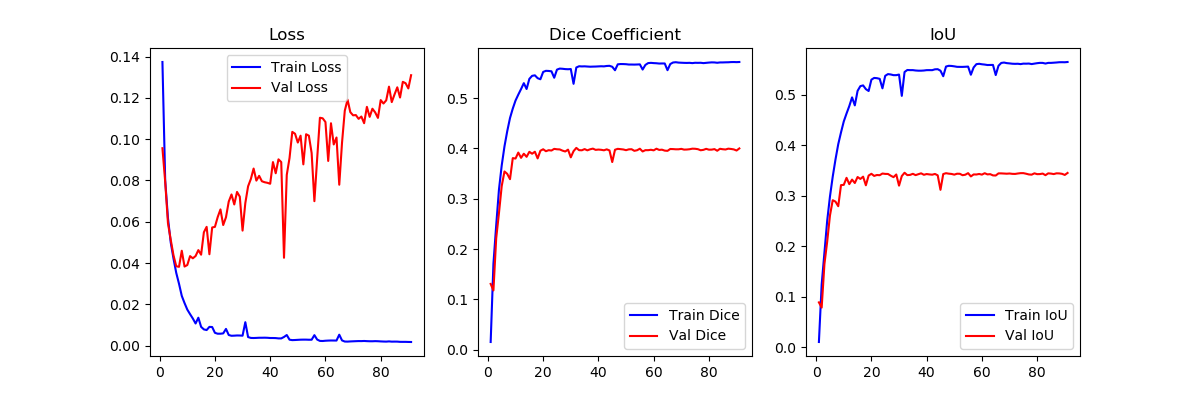 Loss
0.14
0.12
0.10
0.08
0.06
0.04
0.02
0.00
0 20 40 60 80
Train Loss
Val Loss
Dice Coefficient
0.5
0.4
0.3
0.2
0.1
0.0
0 20 40 60 80
Train Dice
Val Dice
IoU
0.5
0.4
0.3
0.2
0.1
0.0
0 20 40 60 80
Train IoU
Val IoU